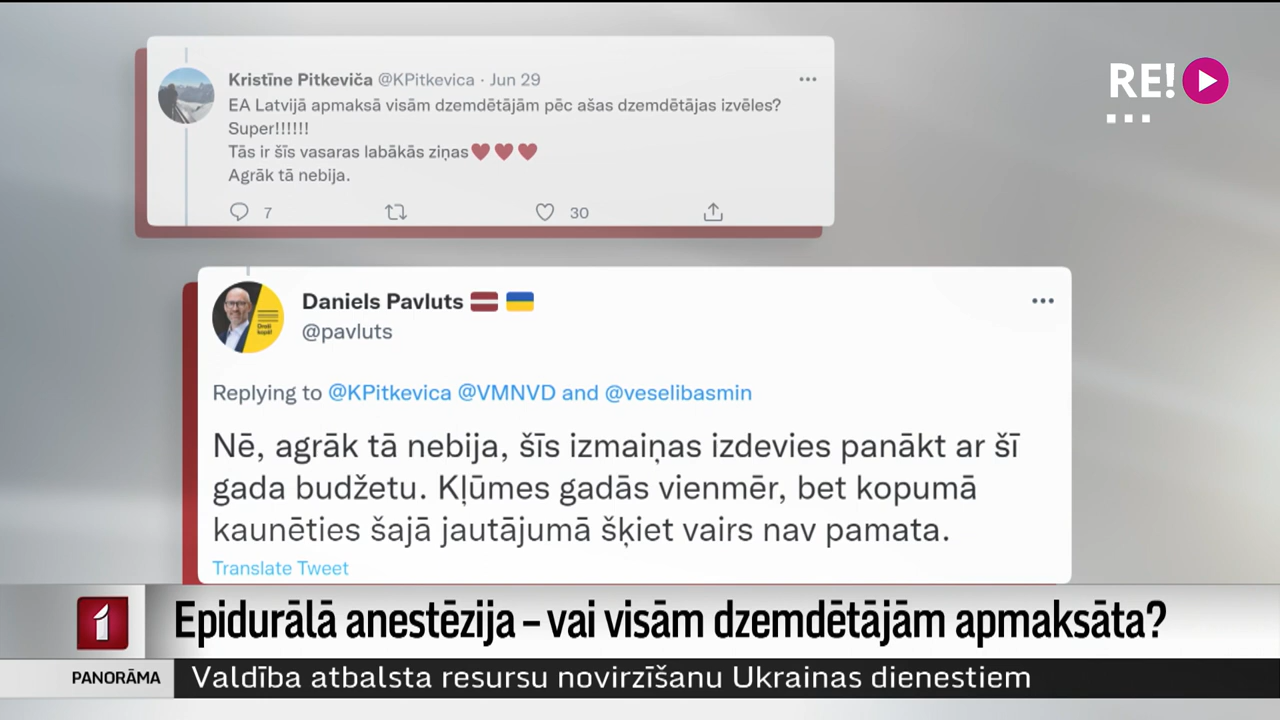 RE!
Kristīne Pitkeviča @KPitkevica · Jun 29
EA Latvijā apmaksā visām dzemdētājām pēc ašas dzemdētājas izvēles?
Super!!!!!!
Tās ir šīs vasaras labākās ziņas❤❤❤
Agrāk tā nebija.
7 30
Daniels Pavluts 🇱🇻 🇺🇦
@pavluts
Replying to @KPitkevica @VMNVD and @veselibasmin
Nē, agrāk tā nebija, šīs izmaiņas izdevies panākt ar šī
gada budžetu. Kļūmes gadās vienmēr, bet kopumā
kaunēties šajā jautājumā šķiet vairs nav pamata.
Translate Tweet
1 Epidurālā anestēzija – vai visām dzemdētājām apmaksāta?
PANORĀMA Valdība atbalsta resursu novirzīšanu Ukrainas dienestiem